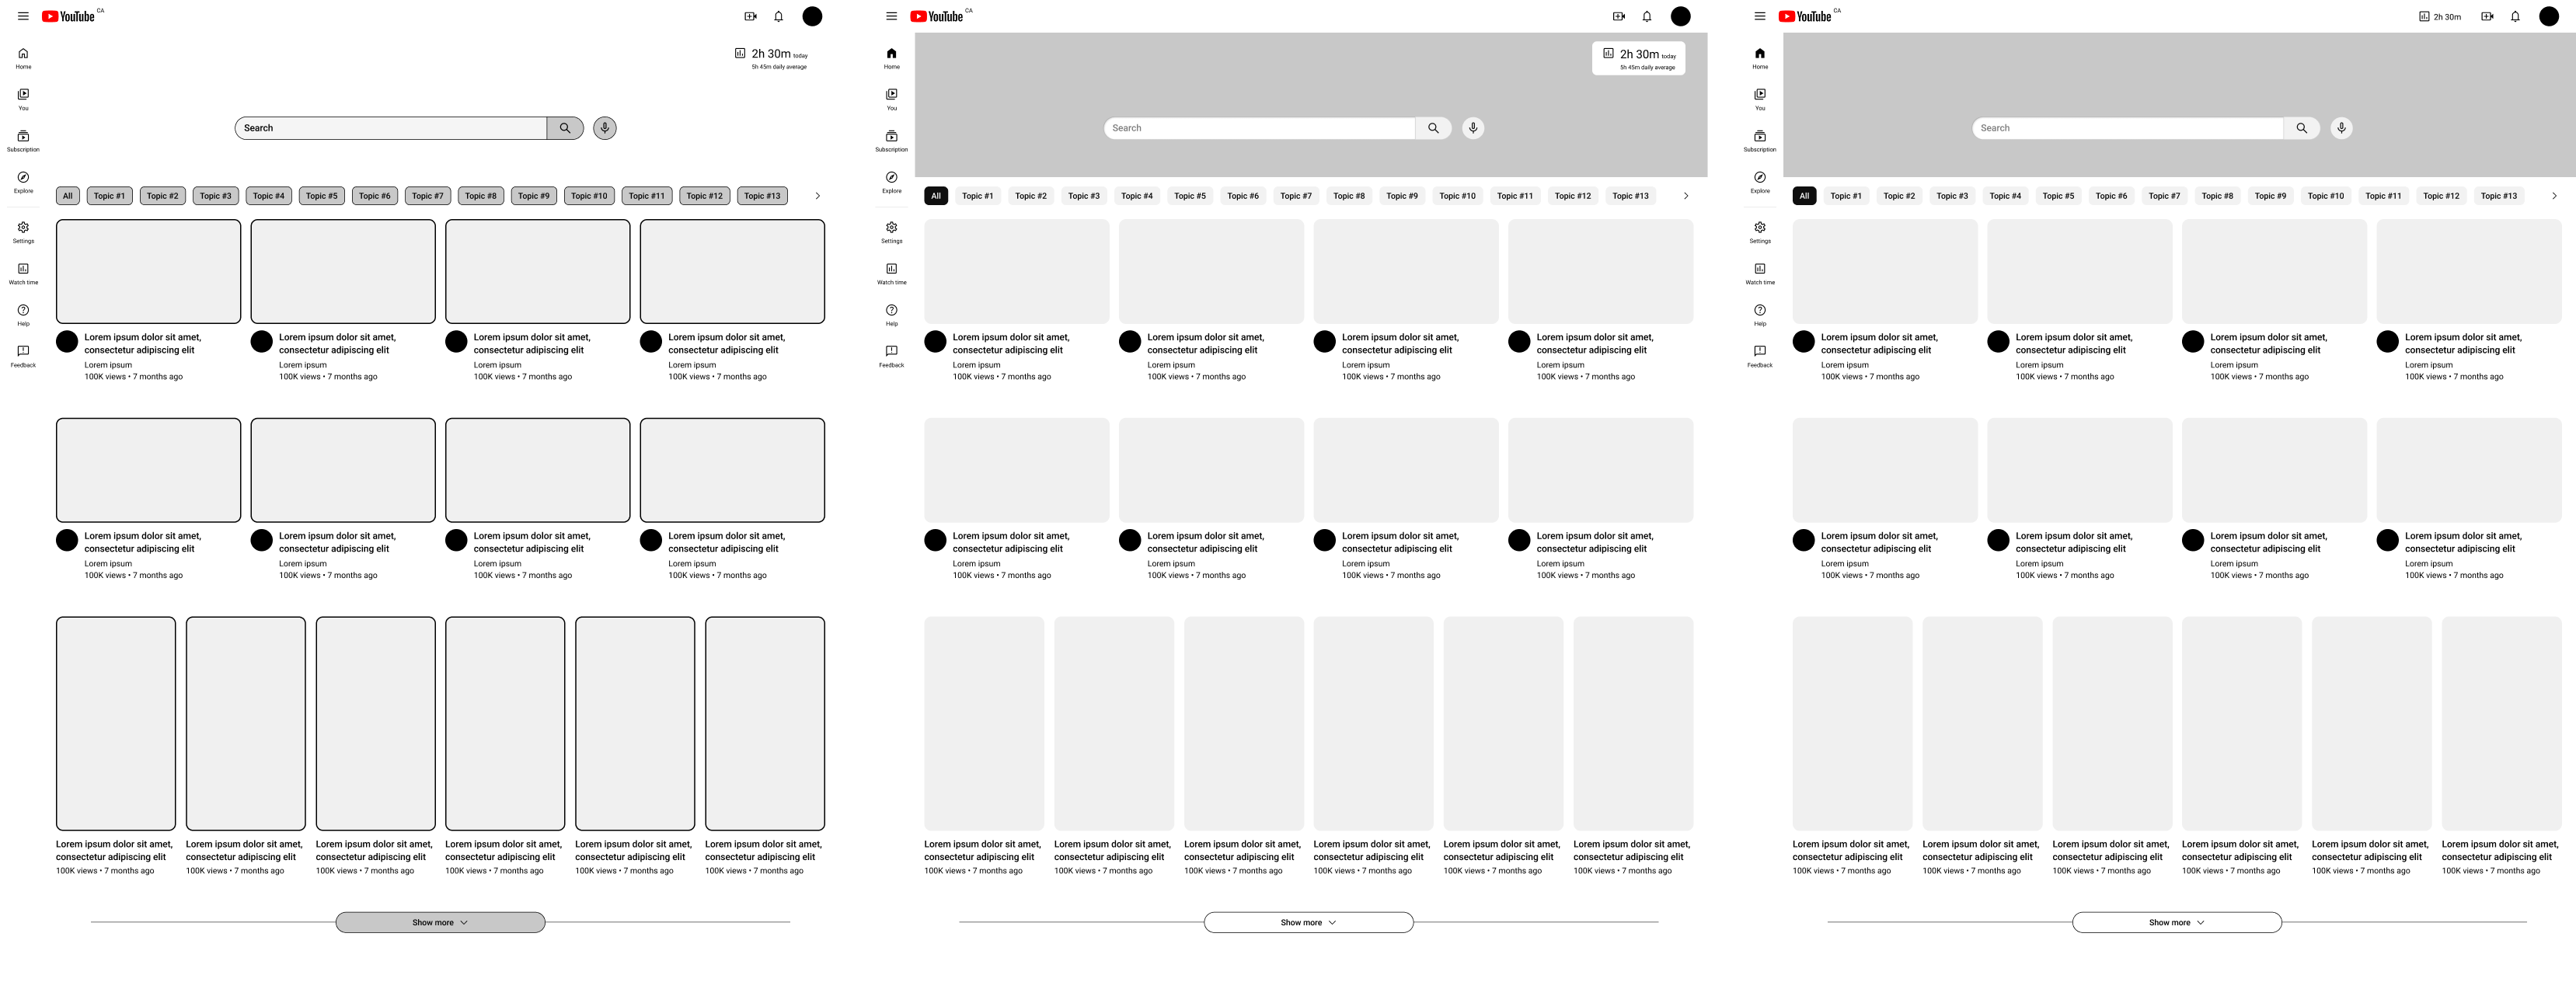 YouTube CA
2h 30m today
5h 45m daily average
Home
You
Subscription
Explore
Settings
Watch time
Help
Feedback
Search
All Topic #1 Topic #2 Topic #3 Topic #4 Topic #5 Topic #6 Topic #7 Topic #8 Topic #9 Topic #10 Topic #11 Topic #12 Topic #13
Lorem ipsum dolor sit amet, Lorem ipsum dolor sit amet, Lorem ipsum dolor sit amet, Lorem ipsum dolor sit amet,
consectetur adipiscing elit consectetur adipiscing elit consectetur adipiscing elit consectetur adipiscing elit
Lorem ipsum Lorem ipsum Lorem ipsum Lorem ipsum
100K views • 7 months ago 100K views • 7 months ago 100K views • 7 months ago 100K views • 7 months ago
Lorem ipsum dolor sit amet, Lorem ipsum dolor sit amet, Lorem ipsum dolor sit amet, Lorem ipsum dolor sit amet,
consectetur adipiscing elit consectetur adipiscing elit consectetur adipiscing elit consectetur adipiscing elit
Lorem ipsum Lorem ipsum Lorem ipsum Lorem ipsum
100K views • 7 months ago 100K views • 7 months ago 100K views • 7 months ago 100K views • 7 months ago
Lorem ipsum dolor sit amet, Lorem ipsum dolor sit amet, Lorem ipsum dolor sit amet, Lorem ipsum dolor sit amet, Lorem ipsum dolor sit amet, Lorem ipsum dolor sit amet,
consectetur adipiscing elit consectetur adipiscing elit consectetur adipiscing elit consectetur adipiscing elit consectetur adipiscing elit consectetur adipiscing elit
100K views • 7 months ago 100K views • 7 months ago 100K views • 7 months ago 100K views • 7 months ago 100K views • 7 months ago 100K views • 7 months ago
Show more
YouTube CA
2h 30m today
5h 45m daily average
Home
You
Subscription
Explore
Settings
Watch time
Help
Feedback
Search
All Topic #1 Topic #2 Topic #3 Topic #4 Topic #5 Topic #6 Topic #7 Topic #8 Topic #9 Topic #10 Topic #11 Topic #12 Topic #13
Lorem ipsum dolor sit amet, Lorem ipsum dolor sit amet, Lorem ipsum dolor sit amet, Lorem ipsum dolor sit amet,
consectetur adipiscing elit consectetur adipiscing elit consectetur adipiscing elit consectetur adipiscing elit
Lorem ipsum Lorem ipsum Lorem ipsum Lorem ipsum
100K views • 7 months ago 100K views • 7 months ago 100K views • 7 months ago 100K views • 7 months ago
Lorem ipsum dolor sit amet, Lorem ipsum dolor sit amet, Lorem ipsum dolor sit amet, Lorem ipsum dolor sit amet,
consectetur adipiscing elit consectetur adipiscing elit consectetur adipiscing elit consectetur adipiscing elit
Lorem ipsum Lorem ipsum Lorem ipsum Lorem ipsum
100K views • 7 months ago 100K views • 7 months ago 100K views • 7 months ago 100K views • 7 months ago
Lorem ipsum dolor sit amet, Lorem ipsum dolor sit amet, Lorem ipsum dolor sit amet, Lorem ipsum dolor sit amet, Lorem ipsum dolor sit amet, Lorem ipsum dolor sit amet,
consectetur adipiscing elit consectetur adipiscing elit consectetur adipiscing elit consectetur adipiscing elit consectetur adipiscing elit consectetur adipiscing elit
100K views • 7 months ago 100K views • 7 months ago 100K views • 7 months ago 100K views • 7 months ago 100K views • 7 months ago 100K views • 7 months ago
Show more
YouTube CA
2h 30m
Home
You
Subscription
Explore
Settings
Watch time
Help
Feedback
Search
All Topic #1 Topic #2 Topic #3 Topic #4 Topic #5 Topic #6 Topic #7 Topic #8 Topic #9 Topic #10 Topic #11 Topic #12 Topic #13
Lorem ipsum dolor sit amet, Lorem ipsum dolor sit amet, Lorem ipsum dolor sit amet, Lorem ipsum dolor sit amet,
consectetur adipiscing elit consectetur adipiscing elit consectetur adipiscing elit consectetur adipiscing elit
Lorem ipsum Lorem ipsum Lorem ipsum Lorem ipsum
100K views • 7 months ago 100K views • 7 months ago 100K views • 7 months ago 100K views • 7 months ago
Lorem ipsum dolor sit amet, Lorem ipsum dolor sit amet, Lorem ipsum dolor sit amet, Lorem ipsum dolor sit amet,
consectetur adipiscing elit consectetur adipiscing elit consectetur adipiscing elit consectetur adipiscing elit
Lorem ipsum Lorem ipsum Lorem ipsum Lorem ipsum
100K views • 7 months ago 100K views • 7 months ago 100K views • 7 months ago 100K views • 7 months ago
Lorem ipsum dolor sit amet, Lorem ipsum dolor sit amet, Lorem ipsum dolor sit amet, Lorem ipsum dolor sit amet, Lorem ipsum dolor sit amet, Lorem ipsum dolor sit amet,
consectetur adipiscing elit consectetur adipiscing elit consectetur adipiscing elit consectetur adipiscing elit consectetur adipiscing elit consectetur adipiscing elit
100K views • 7 months ago 100K views • 7 months ago 100K views • 7 months ago 100K views • 7 months ago 100K views • 7 months ago 100K views • 7 months ago
Show more